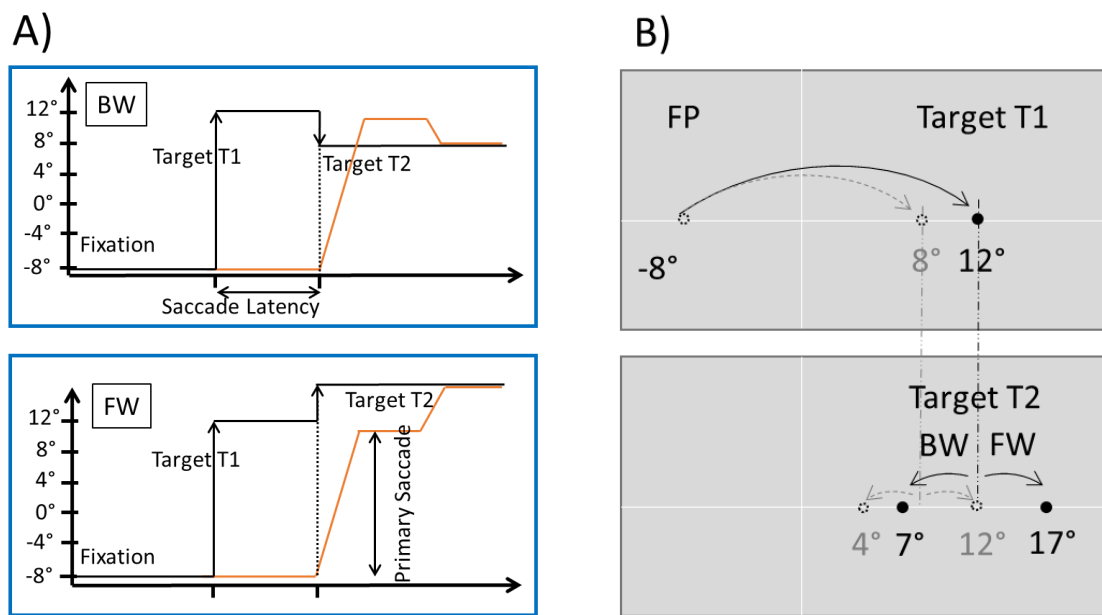 A)
BW
12°
8°
4°
0°
-4°
-8°
Target T1
Target T2
Fixation
Saccade Latency
FW
12°
8°
4°
0°
-4°
-8°
Target T1
Target T2
Fixation
Primary Saccade
B)
FP Target T1
-8° 8° 12°
Target T2
BW FW
4° 7° 12° 17°